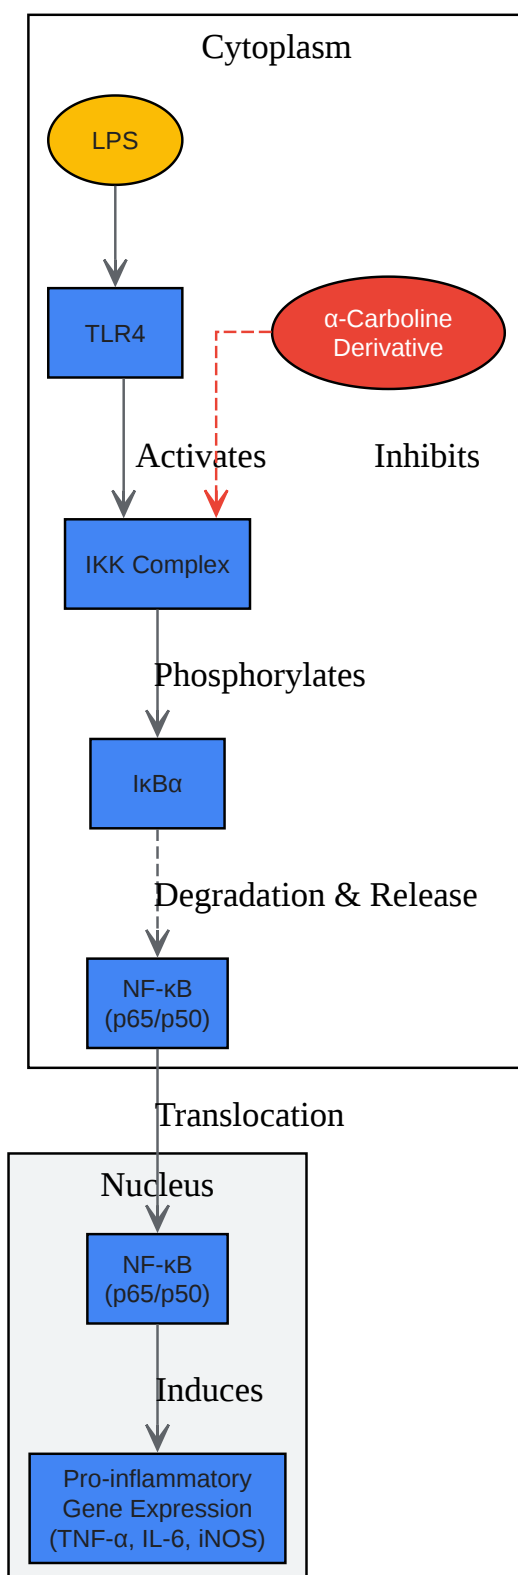 Cytoplasm
LPS
TLR4
α-Carboline
Derivative
Activates
Inhibits
IKK Complex
Phosphorylates
IκBα
Degradation & Release
NF-κB
(p65/p50)
Translocation
Nucleus
NF-κB
(p65/p50)
Induces
Pro-inflammatory
Gene Expression
(TNF-α, IL-6, iNOS)